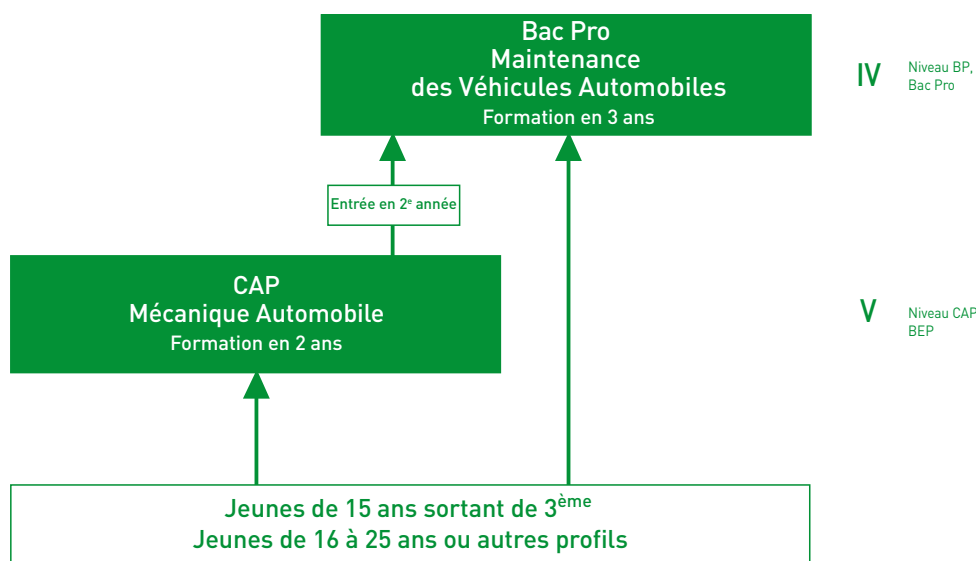 Bac Pro
Maintenance
des Véhicules Automobiles
Formation en 3 ans
IV
Niveau BP,
Bac Pro
Entrée en 2e année
CAP
Mécanique Automobile
Formation en 2 ans
V
Niveau CAP
BEP
Jeunes de 15 ans sortant de 3ème
Jeunes de 16 à 25 ans ou autres profils